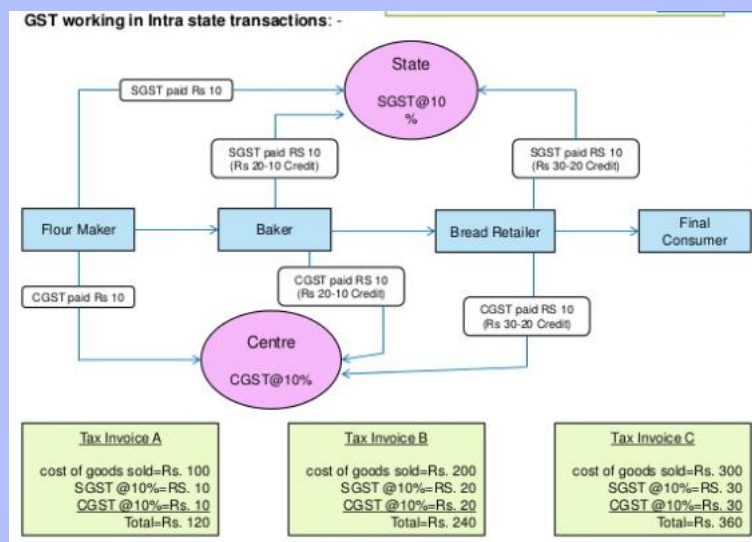 GST working in Intra state transactions: -
State
SGST@10
%
SGST paid Rs 10
SGST paid RS 10
(Rs 20-10 Credit)
SGST paid RS 10
(Rs 30-20 Credit)
Flour Maker
Baker
Bread Retailer
Final
Consumer
CGST paid Rs 10
CGST paid RS 10
(Rs 20-10 Credit)
CGST paid RS 10
(Rs 30-20 Credit)
Centre
CGST@10%
Tax Invoice A
cost of goods sold=Rs. 100
SGST @10%=RS. 10
CGST @10%=Rs. 10
Total=Rs. 120
Tax Invoice B
cost of goods sold=Rs. 200
SGST @10%=Rs. 20
CGST @10%=Rs. 20
Total=Rs. 240
Tax Invoice C
cost of goods sold=Rs. 300
SGST @10%=Rs. 30
CGST @10%=Rs. 30
Total=Rs. 360